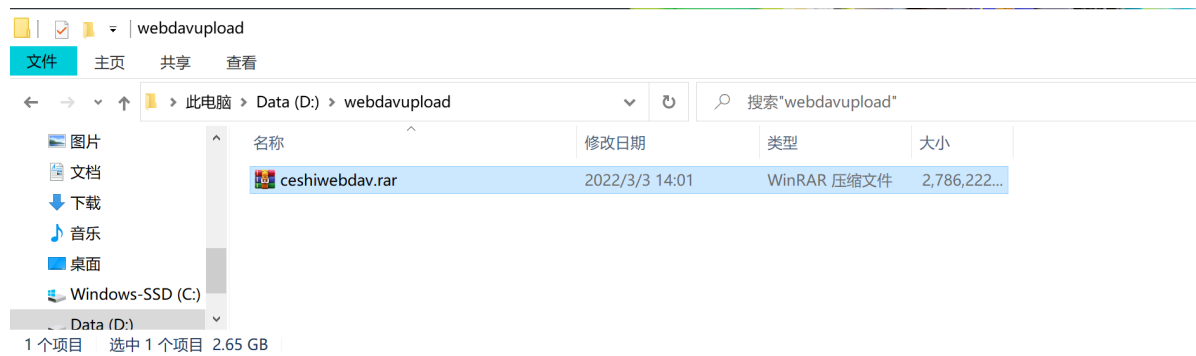 webdavupload
文件 主页 共享 查看
此电脑 Data (D:) webdavupload 搜索"webdavupload"
图片 名称 修改日期 类型 大小
文档 ceshiwebdav.rar 2022/3/3 14:01 WinRAR 压缩文件 2,786,222...
下载
音乐
桌面
Windows-SSD (C:)
Data (D:)
1 个项目 选中 1 个项目 2.65 GB